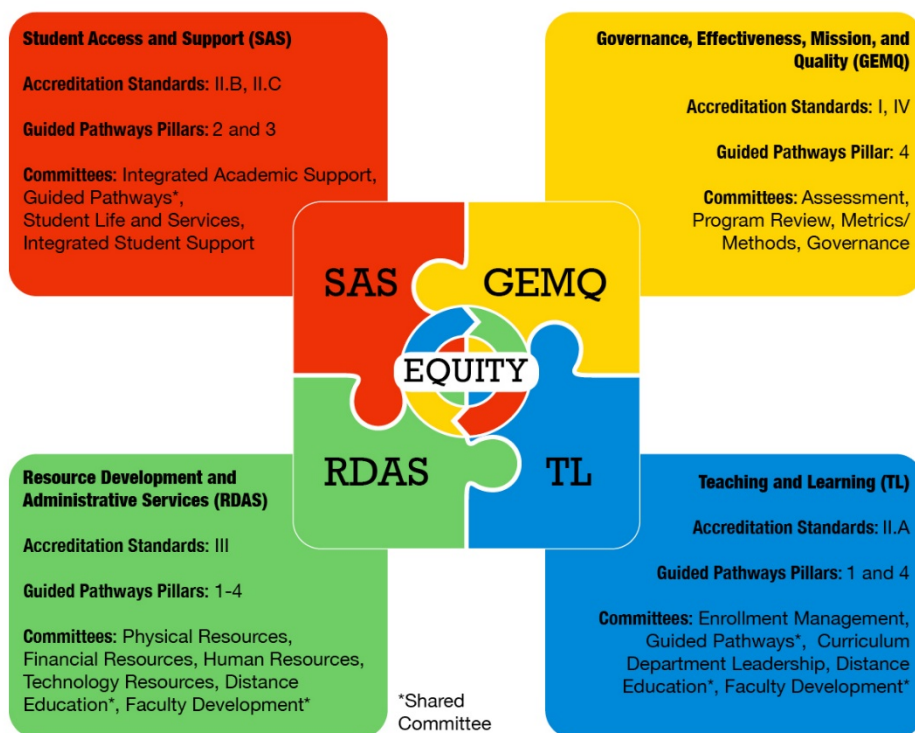 Student Access and Support (SAS)
Accreditation Standards: II.B, II.C
Guided Pathways Pillars: 2 and 3
Committees: Integrated Academic Support,
Guided Pathways*,
Student Life and Services,
Integrated Student Support
Governance, Effectiveness, Mission, and
Quality (GEMQ)
Accreditation Standards: I, IV
Guided Pathways Pillar: 4
Committees: Assessment,
Program Review, Metrics/
Methods, Governance
SAS
GEMQ
EQUITY
RDAS
TL
Resource Development and
Administrative Services (RDAS)
Accreditation Standards: III
Guided Pathways Pillars: 1-4
Committees: Physical Resources,
Financial Resources, Human Resources,
Technology Resources, Distance
Education*, Faculty Development*
*Shared
Committee
Teaching and Learning (TL)
Accreditation Standards: II.A
Guided Pathways Pillars: 1 and 4
Committees: Enrollment Management,
Guided Pathways*, Curriculum
Department Leadership, Distance
Education*, Faculty Development*